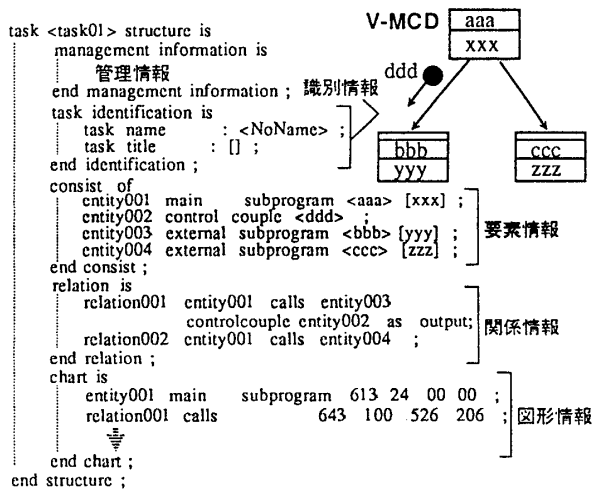 V-MCD
aaa
xxx
ddd
bbb
yyy
ccc
zzz
task <task01> structure is
management information is
管理情報
end management information ;
識別情報
task identification is
task name : <NoName> ;
task title : [] ;
end identification ;
consist of
entity001 main subprogram <aaa> [xxx] ;
entity002 control couple <ddd> ;
entity003 external subprogram <bbb> [yyy] ;
entity004 external subprogram <ccc> [zzz] ;
end consist ;
要素情報
relation is
relation001 entity001 calls entity003
controlcouple entity002 as output;
relation002 entity001 calls entity004 ;
end relation ;
関係情報
chart is
entity001 main subprogram 613 24 00 00 ;
relation001 calls 643 100 526 206 ;
図形情報
end chart ;
end structure ;